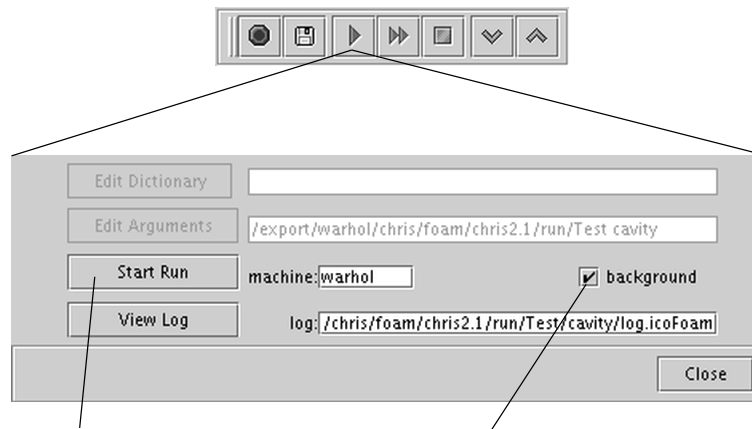 Edit Dictionary
Edit Arguments /export/warhol/chris/foam/chris2.1/run/Test cavity
Start Run machine: warhol background
View Log log: /chris/foam/chris2.1/run/Test/cavity/log.icoFoam
Close